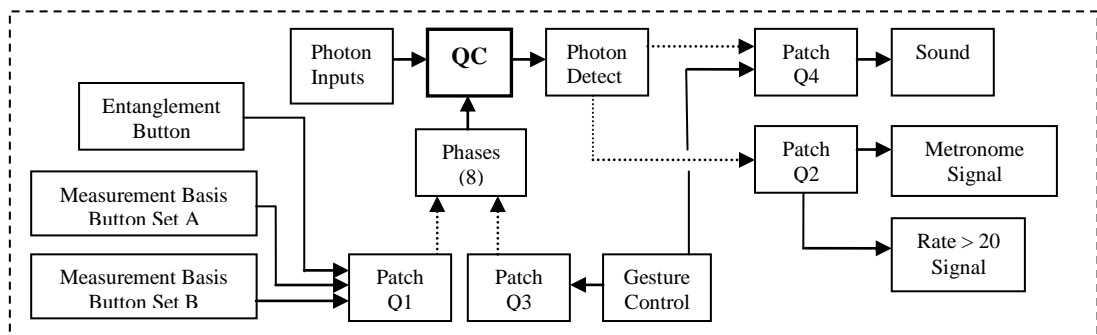 Photon
Inputs
QC
Photon
Detect
Patch
Q4
Sound
Entanglement
Button
Phases
(8)
Patch
Q2
Metronome
Signal
Measurement Basis
Button Set A
Measurement Basis
Button Set B
Patch
Q1
Patch
Q3
Gesture
Control
Rate > 20
Signal